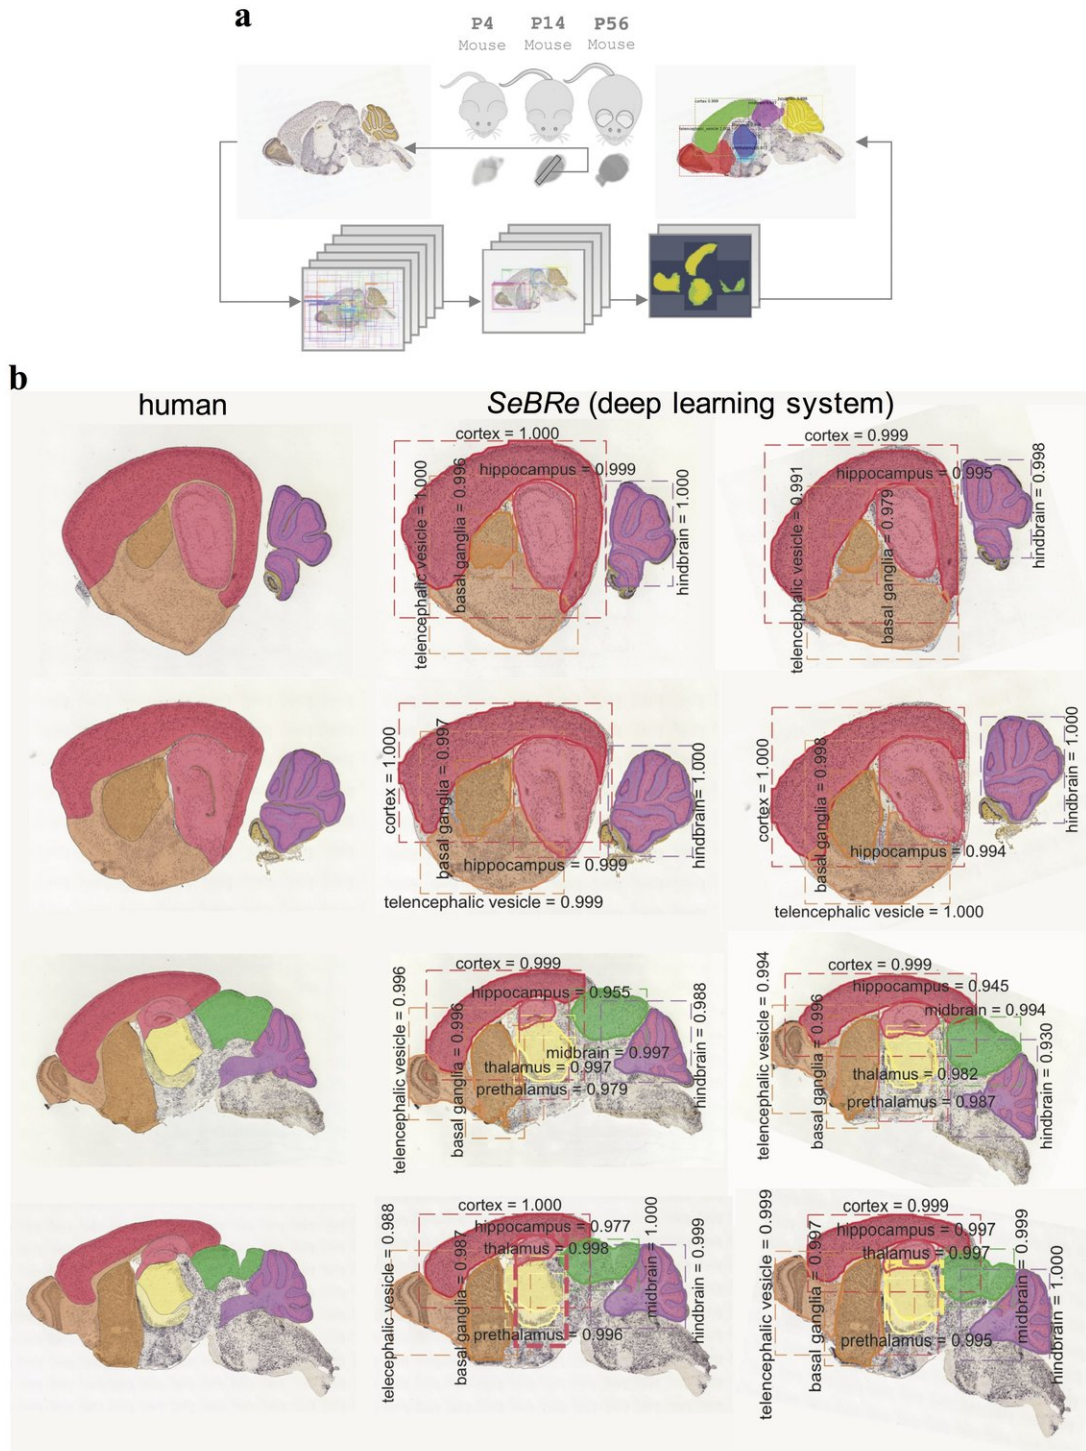 a
P4 P14 P56
Mouse Mouse Mouse
cortex 0.998
b
human
SeBRe (deep learning system)
cortex = 1.000
hippocampus = 0.999
telencephalic vesicle = 1.000
basal ganglia = 0.996
hindbrain = 1.000
cortex = 0.999
hippocampus = 0.995
telencephalic vesicle = 0.991
basal ganglia = 0.979
hindbrain = 0.998
cortex = 1.000
basal ganglia = 0.997
hindbrain = 1.000
hippocampus = 0.999
telencephalic vesicle = 0.999
cortex = 1.000
basal ganglia = 0.998
hindbrain = 1.000
hippocampus = 0.994
telencephalic vesicle = 1.000
cortex = 0.999
hippocampus = 0.955
telencephalic vesicle = 0.996
basal ganglia = 0.996
midbrain = 0.997
thalamus = 0.997
prethalamus = 0.979
hindbrain = 0.988
cortex = 0.999
hippocampus = 0.945
midbrain = 0.994
telencephalic vesicle = 0.994
basal ganglia = 0.996
thalamus = 0.982
prethalamus = 0.987
hindbrain = 0.930
cortex = 1.000
hippocampus = 0.977
thalamus = 0.998
telecephalic vesicle = 0.988
basal ganglia = 0.987
prethalamus = 0.996
midbrain = 1.000
hindbrain = 0.999
cortex = 0.999
hippocampus = 0.997
thalamus = 0.997
telencephalic vesicle = 0.999
basal ganglia = 0.997
prethalamus = 0.995
midbrain = 0.999
hindbrain = 1.000